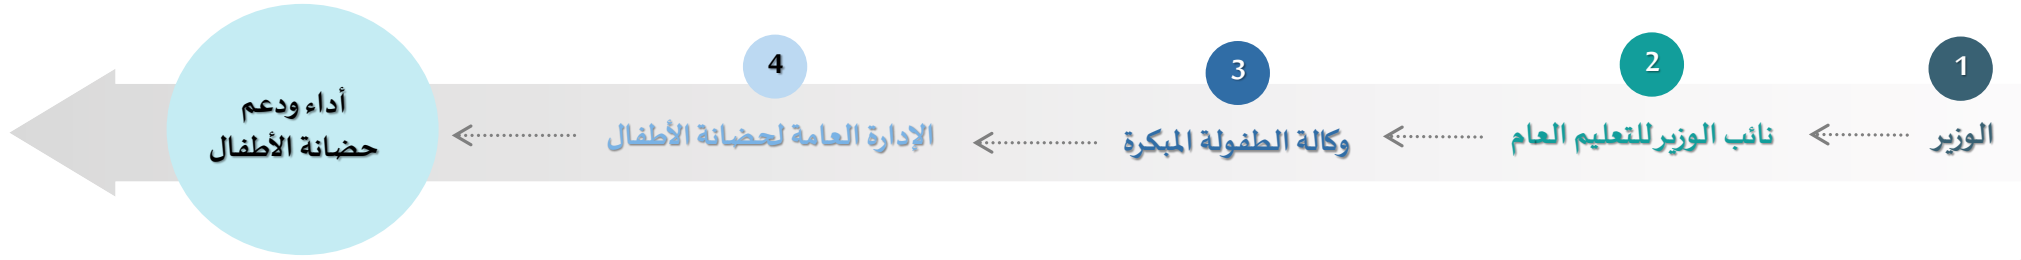 1
الوزير
2
نائب الوزير للتعليم العام
3
وكالة الطفولة المبكرة
4
الإدارة العامة لحضانة الأطفال
أداء ودعم
حضانة الأطفال